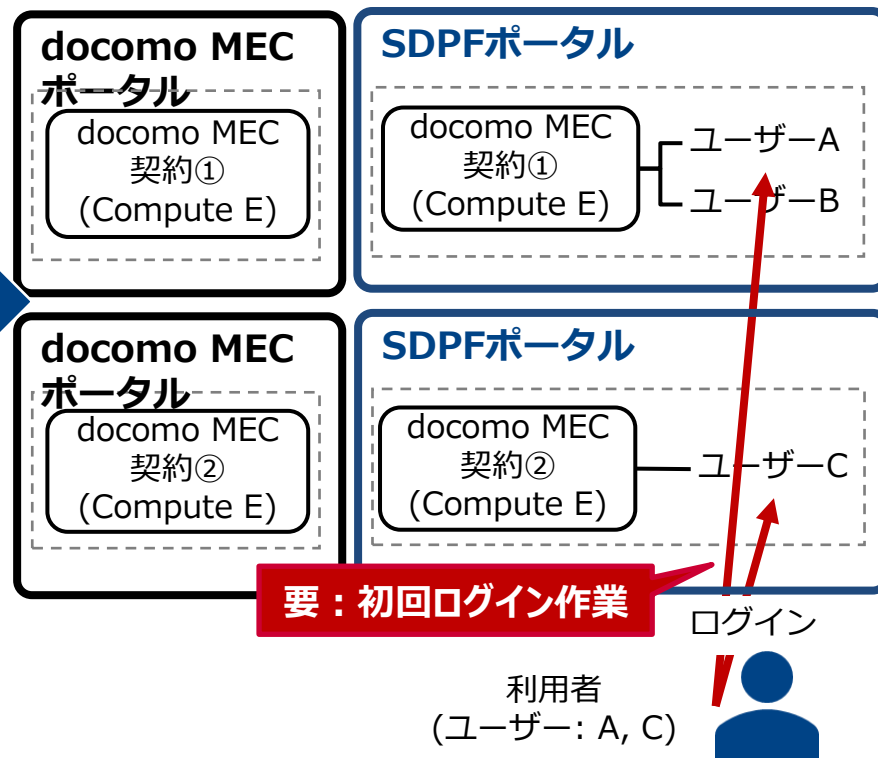 docomo MEC
ポータル
docomo MEC
契約①
(Compute E)
SDPFポータル
docomo MEC
契約①
(Compute E)
ユーザーA
ユーザーB
docomo MEC
ポータル
docomo MEC
契約②
(Compute E)
SDPFポータル
docomo MEC
契約②
(Compute E)
ユーザーC
要：初回ログイン作業
ログイン
利用者
(ユーザー: A, C)